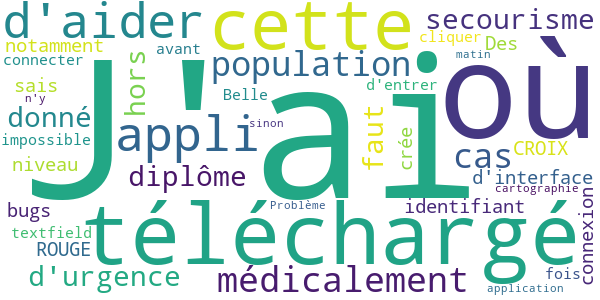 d'aider
cette
secourisme
notamment
avant
cliquer
Des
connecter
hors
population
matin
sais
n'y
J'ai
où
Belle
d'entrer
donné
appli
sinon
faut
crée
cas
CROIX
impossible
niveau
diplôme
d'interface
cartographie
bugs
téléchargé
Problème
identifiant
connexion
textfield
ROUGE
d'urgence
médicalement
fois
application